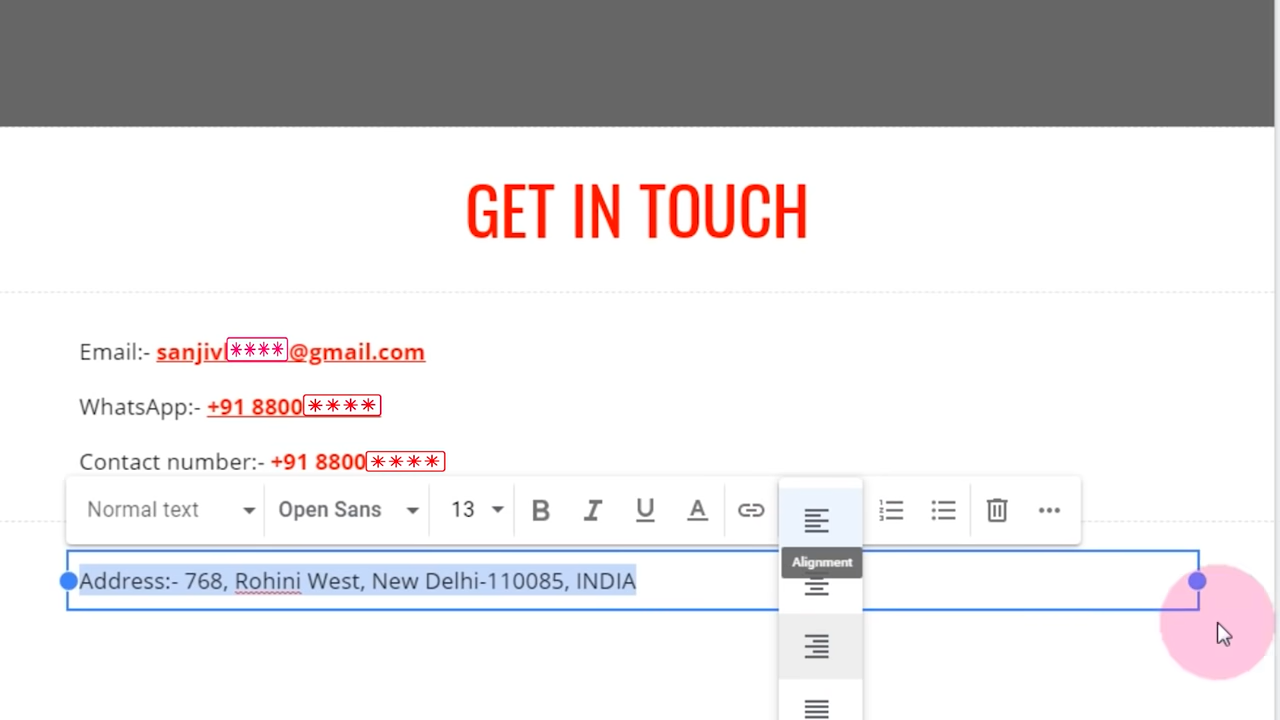 GET IN TOUCH
Email:- sanjivl****@gmail.com
WhatsApp:- +91 8800****
Contact number:- +91 8800****
Normal text Open Sans 13 B I U A
Alignment
Address:- 768, Rohini West, New Delhi-110085, INDIA